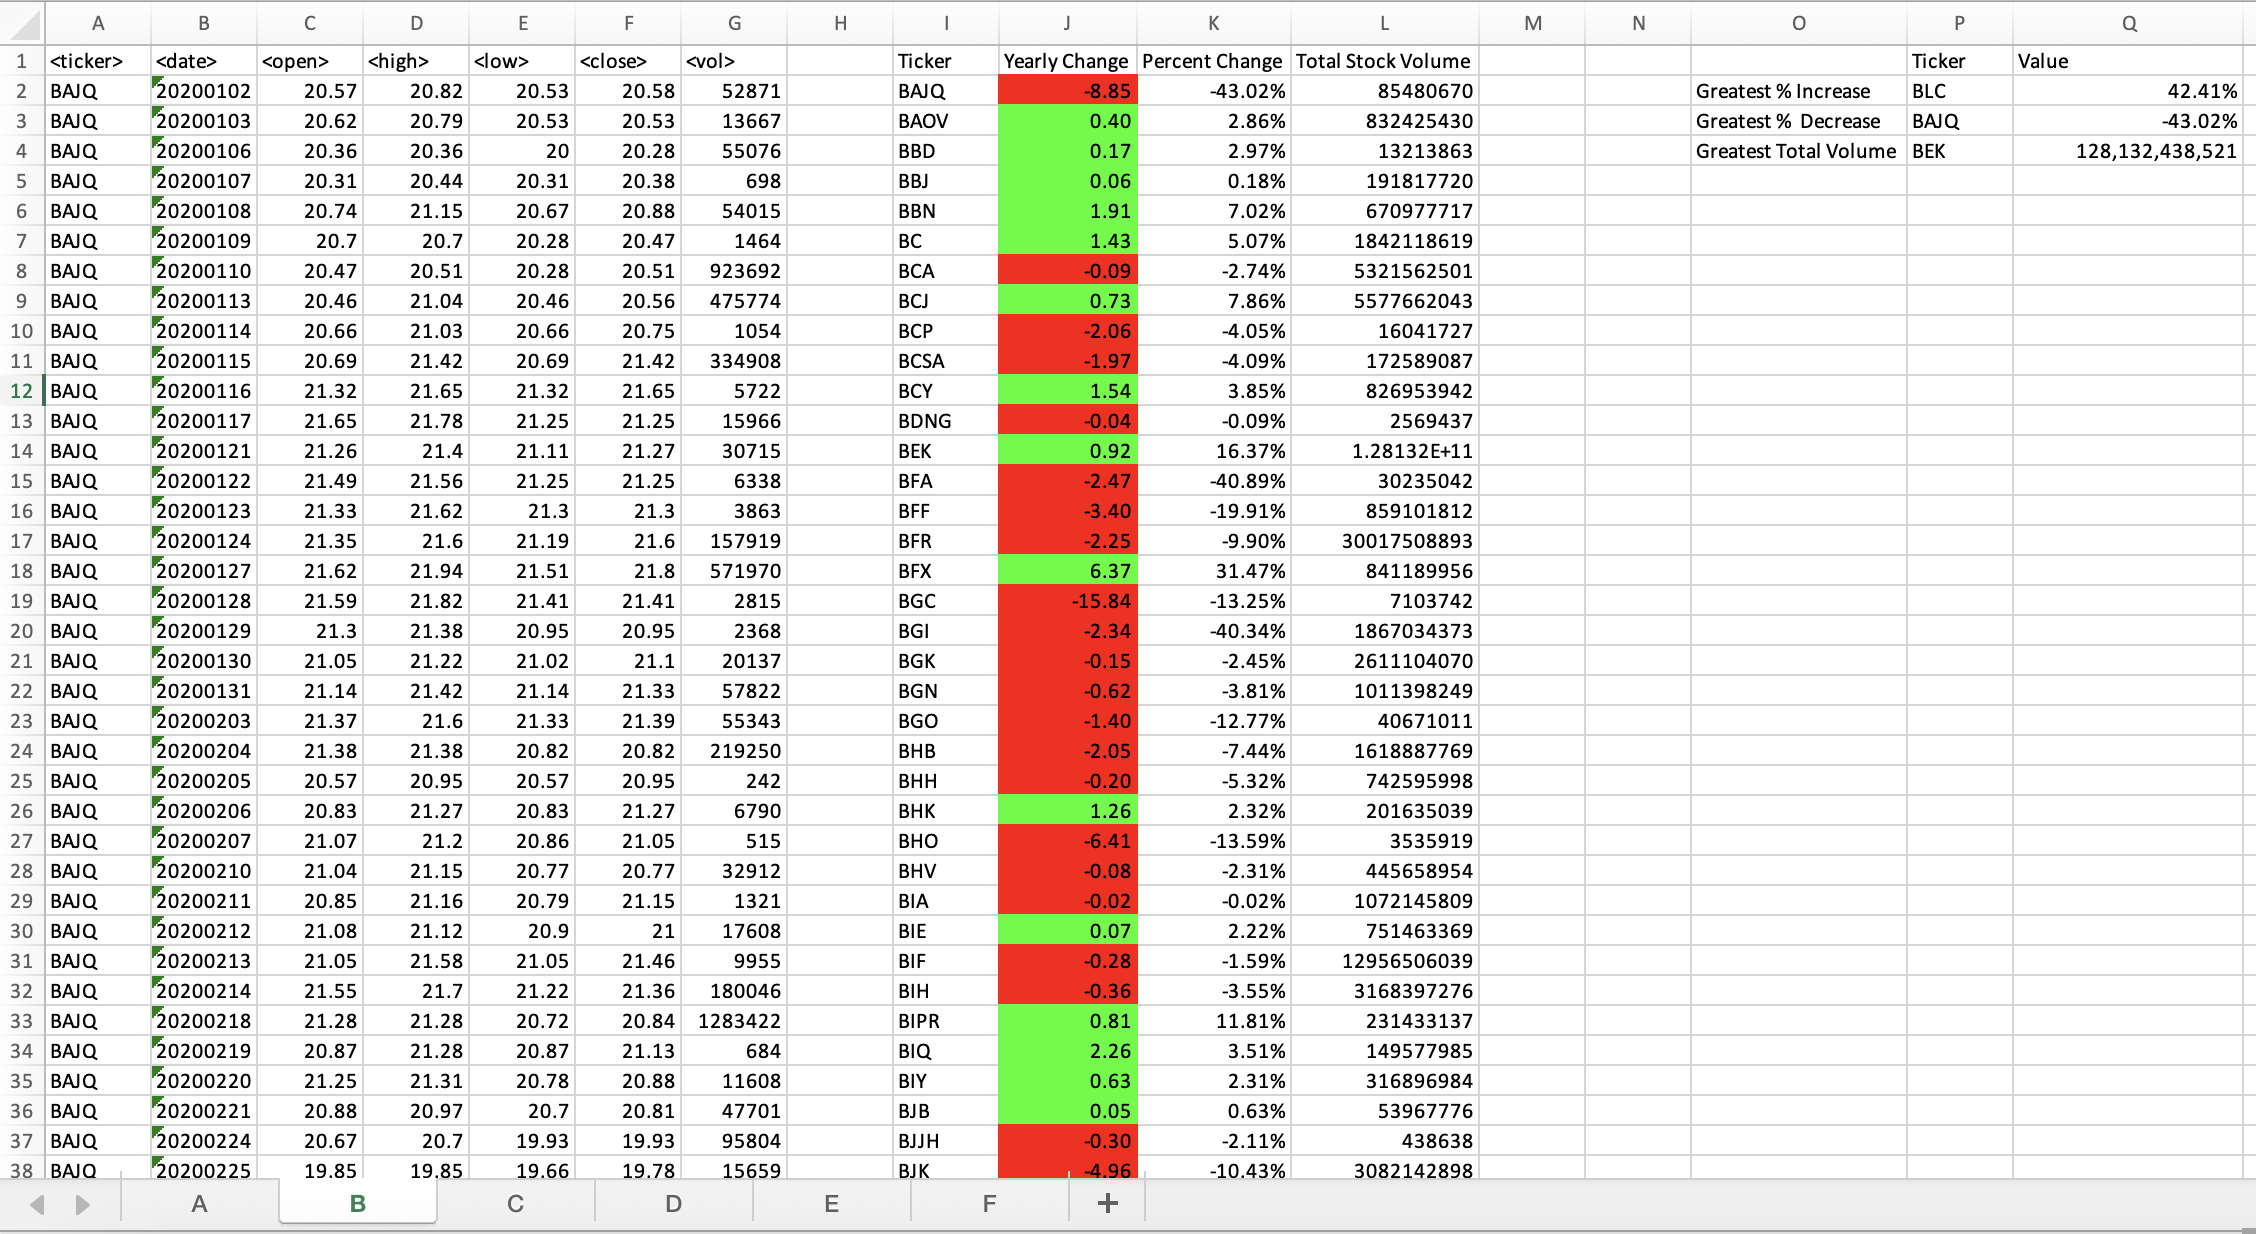 A B C D E F G H I J K L M N O P Q
1 <ticker> <date> <open> <high> <low> <close> <vol> Ticker Yearly Change Percent Change Total Stock Volume Ticker Value
2 BAJQ 20200102 20.57 20.82 20.53 20.58 52871 BAJQ -8.85 -43.02% 85480670 Greatest % Increase BLC 42.41%
3 BAJQ 20200103 20.62 20.79 20.53 20.53 13667 BAOV 0.40 2.86% 832425430 Greatest % Decrease BAJQ -43.02%
4 BAJQ 20200106 20.36 20.36 20 20.28 55076 BBD 0.17 2.97% 13213863 Greatest Total Volume BEK 128,132,438,521
5 BAJQ 20200107 20.31 20.44 20.31 20.38 698 BBJ 0.06 0.18% 191817720
6 BAJQ 20200108 20.74 21.15 20.67 20.88 54015 BBN 1.91 7.02% 670977717
7 BAJQ 20200109 20.7 20.7 20.28 20.47 1464 BC 1.43 5.07% 1842118619
8 BAJQ 20200110 20.47 20.51 20.28 20.51 923692 BCA -0.09 -2.74% 5321562501
9 BAJQ 20200113 20.46 21.04 20.46 20.56 475774 BCJ 0.73 7.86% 5577662043
10 BAJQ 20200114 20.66 21.03 20.66 20.75 1054 BCP -2.06 -4.05% 16041727
11 BAJQ 20200115 20.69 21.42 20.69 21.42 334908 BCSA -1.97 -4.09% 172589087
12 BAJQ 20200116 21.32 21.65 21.32 21.65 5722 BCY 1.54 3.85% 826953942
13 BAJQ 20200117 21.65 21.78 21.25 21.25 15966 BDNG -0.04 -0.09% 2569437
14 BAJQ 20200121 21.26 21.4 21.11 21.27 30715 BEK 0.92 16.37% 1.28132E+11
15 BAJQ 20200122 21.49 21.56 21.25 21.25 6338 BFA -2.47 -40.89% 30235042
16 BAJQ 20200123 21.33 21.62 21.3 21.3 3863 BFF -3.40 -19.91% 859101812
17 BAJQ 20200124 21.35 21.6 21.19 21.6 157919 BFR -2.25 -9.90% 30017508893
18 BAJQ 20200127 21.62 21.94 21.51 21.8 571970 BFX 6.37 31.47% 841189956
19 BAJQ 20200128 21.59 21.82 21.41 21.41 2815 BGC -15.84 -13.25% 7103742
20 BAJQ 20200129 21.3 21.38 20.95 20.95 2368 BGI -2.34 -40.34% 1867034373
21 BAJQ 20200130 21.05 21.22 21.02 21.1 20137 BGK -0.15 -2.45% 2611104070
22 BAJQ 20200131 21.14 21.42 21.14 21.33 57822 BGN -0.62 -3.81% 1011398249
23 BAJQ 20200203 21.37 21.6 21.33 21.39 55343 BGO -1.40 -12.77% 40671011
24 BAJQ 20200204 21.38 21.38 20.82 20.82 219250 BHB -2.05 -7.44% 1618887769
25 BAJQ 20200205 20.57 20.95 20.57 20.95 242 BHH -0.20 -5.32% 742595998
26 BAJQ 20200206 20.83 21.27 20.83 21.27 6790 BHK 1.26 2.32% 201635039
27 BAJQ 20200207 21.07 21.2 20.86 21.05 515 BHO -6.41 -13.59% 3535919
28 BAJQ 20200210 21.04 21.15 20.77 20.77 32912 BHV -0.08 -2.31% 445658954
29 BAJQ 20200211 20.85 21.16 20.79 21.15 1321 BIA -0.02 -0.02% 1072145809
30 BAJQ 20200212 21.08 21.12 20.9 21 17608 BIE 0.07 2.22% 751463369
31 BAJQ 20200213 21.05 21.58 21.05 21.46 9955 BIF -0.28 -1.59% 12956506039
32 BAJQ 20200214 21.55 21.7 21.22 21.36 180046 BIH -0.36 -3.55% 3168397276
33 BAJQ 20200218 21.28 21.28 20.72 20.84 1283422 BIPR 0.81 11.81% 231433137
34 BAJQ 20200219 20.87 21.28 20.87 21.13 684 BIQ 2.26 3.51% 149577985
35 BAJQ 20200220 21.25 21.31 20.78 20.88 11608 BIY 0.63 2.31% 316896984
36 BAJQ 20200221 20.88 20.97 20.7 20.81 47701 BJB 0.05 0.63% 53967776
37 BAJQ 20200224 20.67 20.7 19.93 19.93 95804 BJJH -0.30 -2.11% 438638
38 BAJQ 20200225 19.85 19.85 19.66 19.78 15659 BJK -4.96 -10.43% 3082142898
A B C D E F +